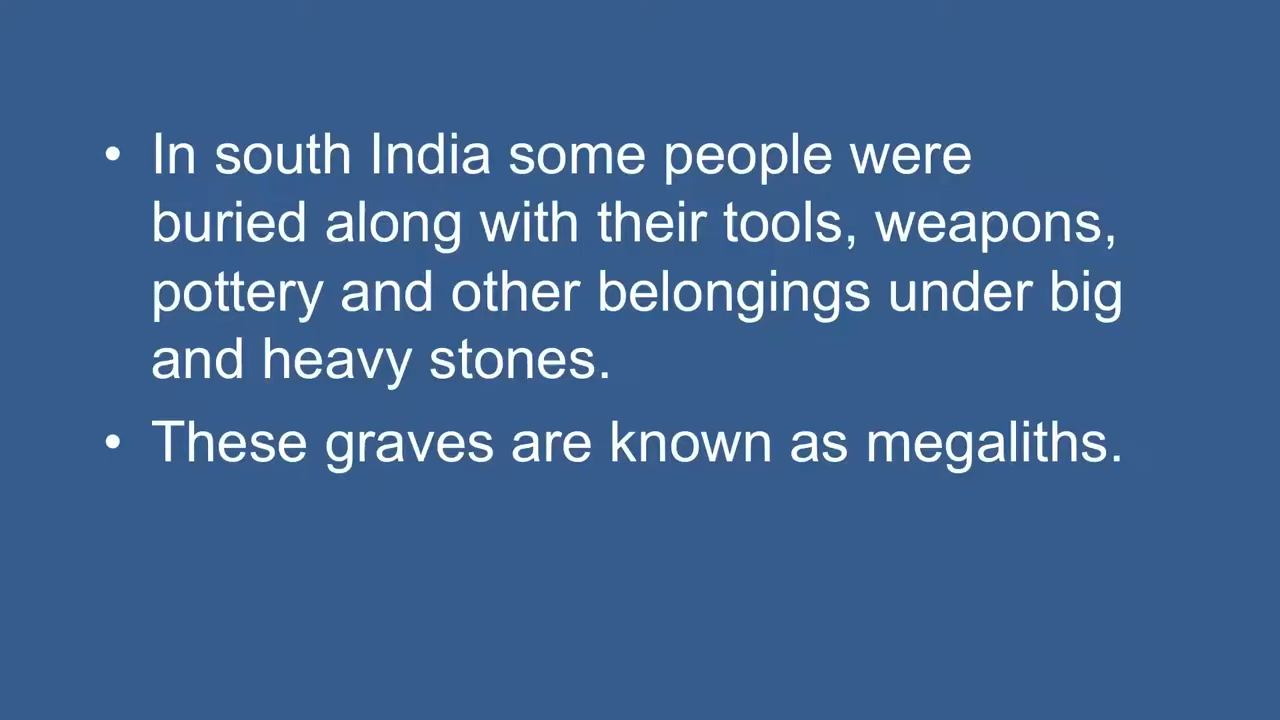 • In south India some people were
buried along with their tools, weapons,
pottery and other belongings under big
and heavy stones.
• These graves are known as megaliths.